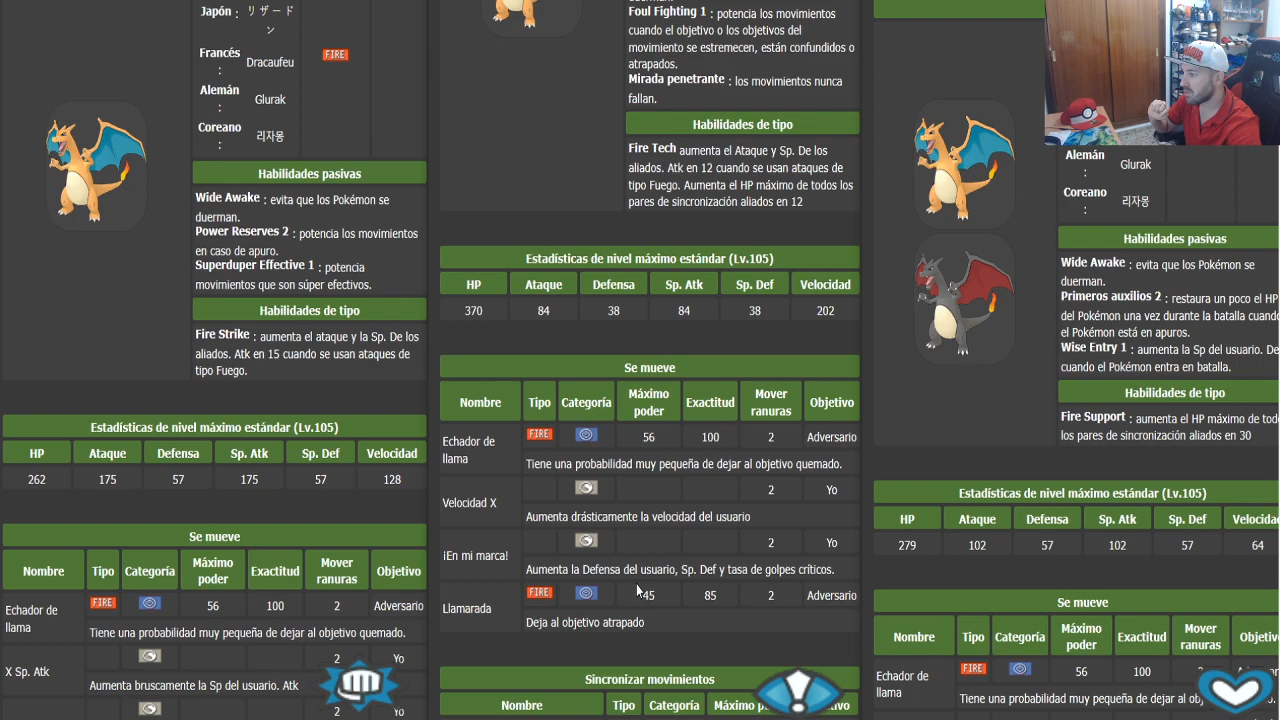 Japón :
リザード
ン
Francés
:
Dracaufeu
FIRE
Alemán
:
Glurak
Coreano
:
리자몽
Habilidades pasivas
Wide Awake : evita que los Pokémon se
duerman.
Power Reserves 2 : potencia los movimientos
en caso de apuro.
Superduper Effective 1 : potencia
movimientos que son súper efectivos.
Habilidades de tipo
Fire Strike : aumenta el ataque y la Sp. De los
aliados. Atk en 15 cuando se usan ataques de
tipo Fuego.
Estadísticas de nivel máximo estándar (Lv.105)
HP Ataque Defensa Sp. Atk Sp. Def Velocidad
262 175 57 175 57 128
Se mueve
Nombre Tipo Categoría Máximo poder Exactitud Mover ranuras Objetivo
Echador de
llama
FIRE 56 100 2 Adversario
Tiene una probabilidad muy pequeña de dejar al objetivo quemado.
X Sp. Atk
2 Yo
Aumenta bruscamente la Sp del usuario. Atk
2 Yo
Foul Fighting 1 : potencia los movimientos
cuando el objetivo o los objetivos del
movimiento se estremecen, están confundidos o
atrapados.
Mirada penetrante : los movimientos nunca
fallan.
Habilidades de tipo
Fire Tech aumenta el Ataque y Sp. De los
aliados. Atk en 12 cuando se usan ataques de
tipo Fuego. Aumenta el HP máximo de todos los
pares de sincronización aliados en 12
Estadísticas de nivel máximo estándar (Lv.105)
HP Ataque Defensa Sp. Atk Sp. Def Velocidad
370 84 38 84 38 202
Se mueve
Nombre Tipo Categoría Máximo poder Exactitud Mover ranuras Objetivo
Echador de
llama
FIRE 56 100 2 Adversario
Tiene una probabilidad muy pequeña de dejar al objetivo quemado.
Velocidad X
2 Yo
Aumenta drásticamente la velocidad del usuario
¡En mi marca!
2 Yo
Aumenta la Defensa del usuario, Sp. Def y tasa de golpes críticos.
Llamarada
FIRE 45 85 2 Adversario
Deja al objetivo atrapado
Sincronizar movimientos
Nombre Tipo Categoría
Alemán
:
Glurak
Coreano
:
리자몽
Habilidades pasivas
Wide Awake : evita que los Pokémon se
duerman.
Primeros auxilios 2 : restaura un poco el HP
del Pokémon una vez durante la batalla cuando
el Pokémon está en apuros.
Wise Entry 1 : aumenta la Sp del usuario. De
cuando el Pokémon entra en batalla.
Habilidades de tipo
Fire Support : aumenta el HP máximo de todo
los pares de sincronización aliados en 30
Estadísticas de nivel máximo estándar (Lv.105)
HP Ataque Defensa Sp. Atk Sp. Def Velocida
279 102 57 102 57 64
Se mueve
Nombre Tipo Categoría Máximo poder Exactitud Mover ranuras Objetivo
Echador de
llama
FIRE 56 100
Tiene una probabilidad muy pequeña de dejar al